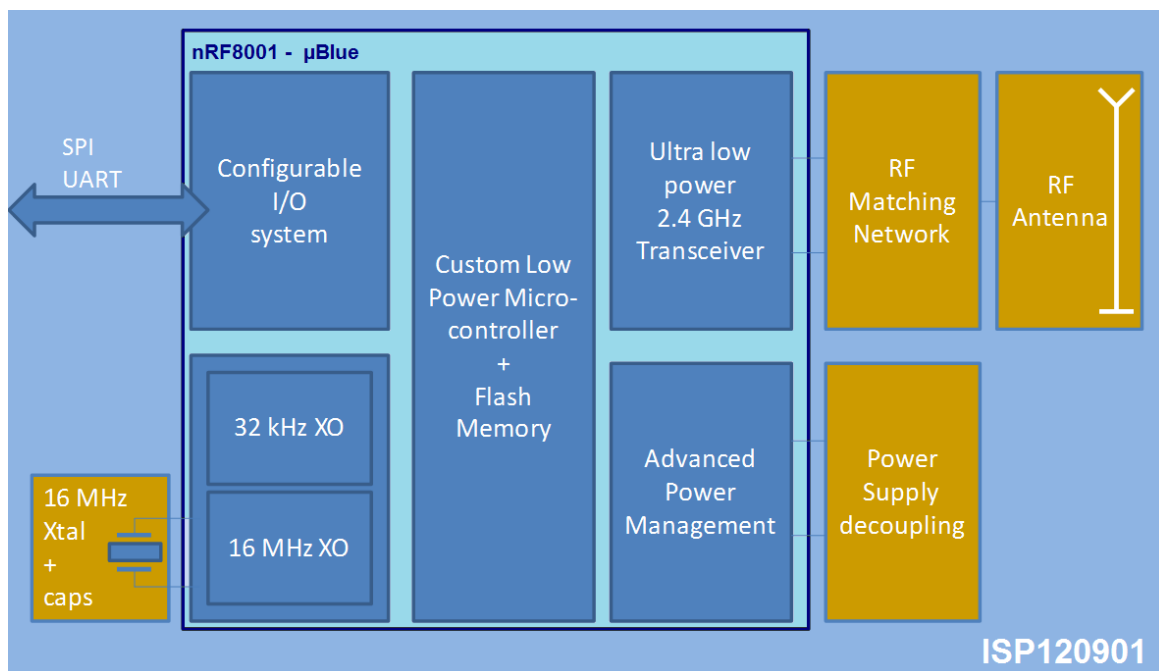 nRF8001 - µBlue
SPI
UART
Configurable
I/O
system
Custom Low
Power Micro-
controller
+
Flash
Memory
Ultra low
power
2.4 GHz
Transceiver
RF
Matching
Network
RF
Antenna
32 kHz XO
16 MHz XO
16 MHz
Xtal
+
caps
Advanced
Power
Management
Power
Supply
decoupling
ISP120901